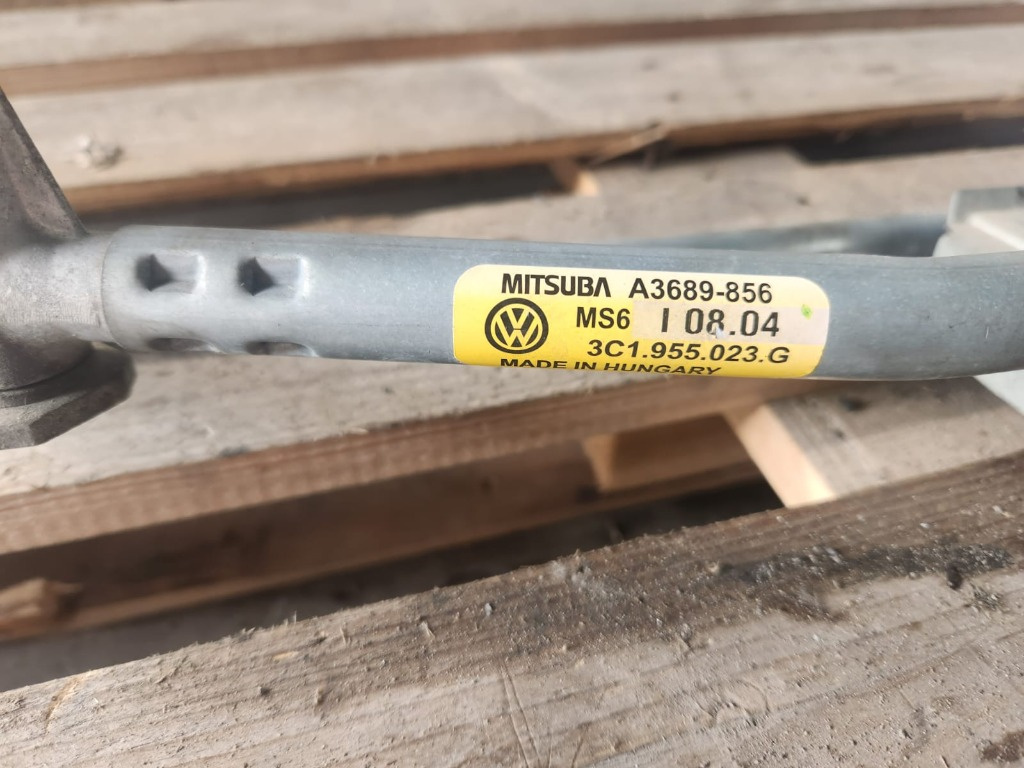 MITSUBA A3689-856
MS6 I 08.04
3C1.955.023.G
MADE IN HUNGARY